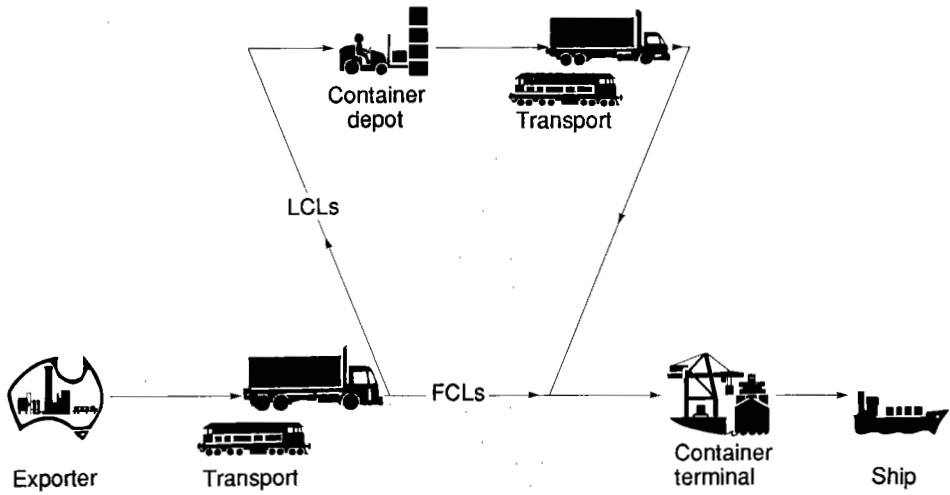 Container
depot
Transport
LCLs
FCLs
Exporter
Transport
Container
terminal
Ship